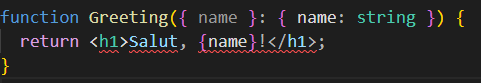 function Greeting({ name }: { name: string }) {
  return <h1>Salut, {name}!</h1>;
}